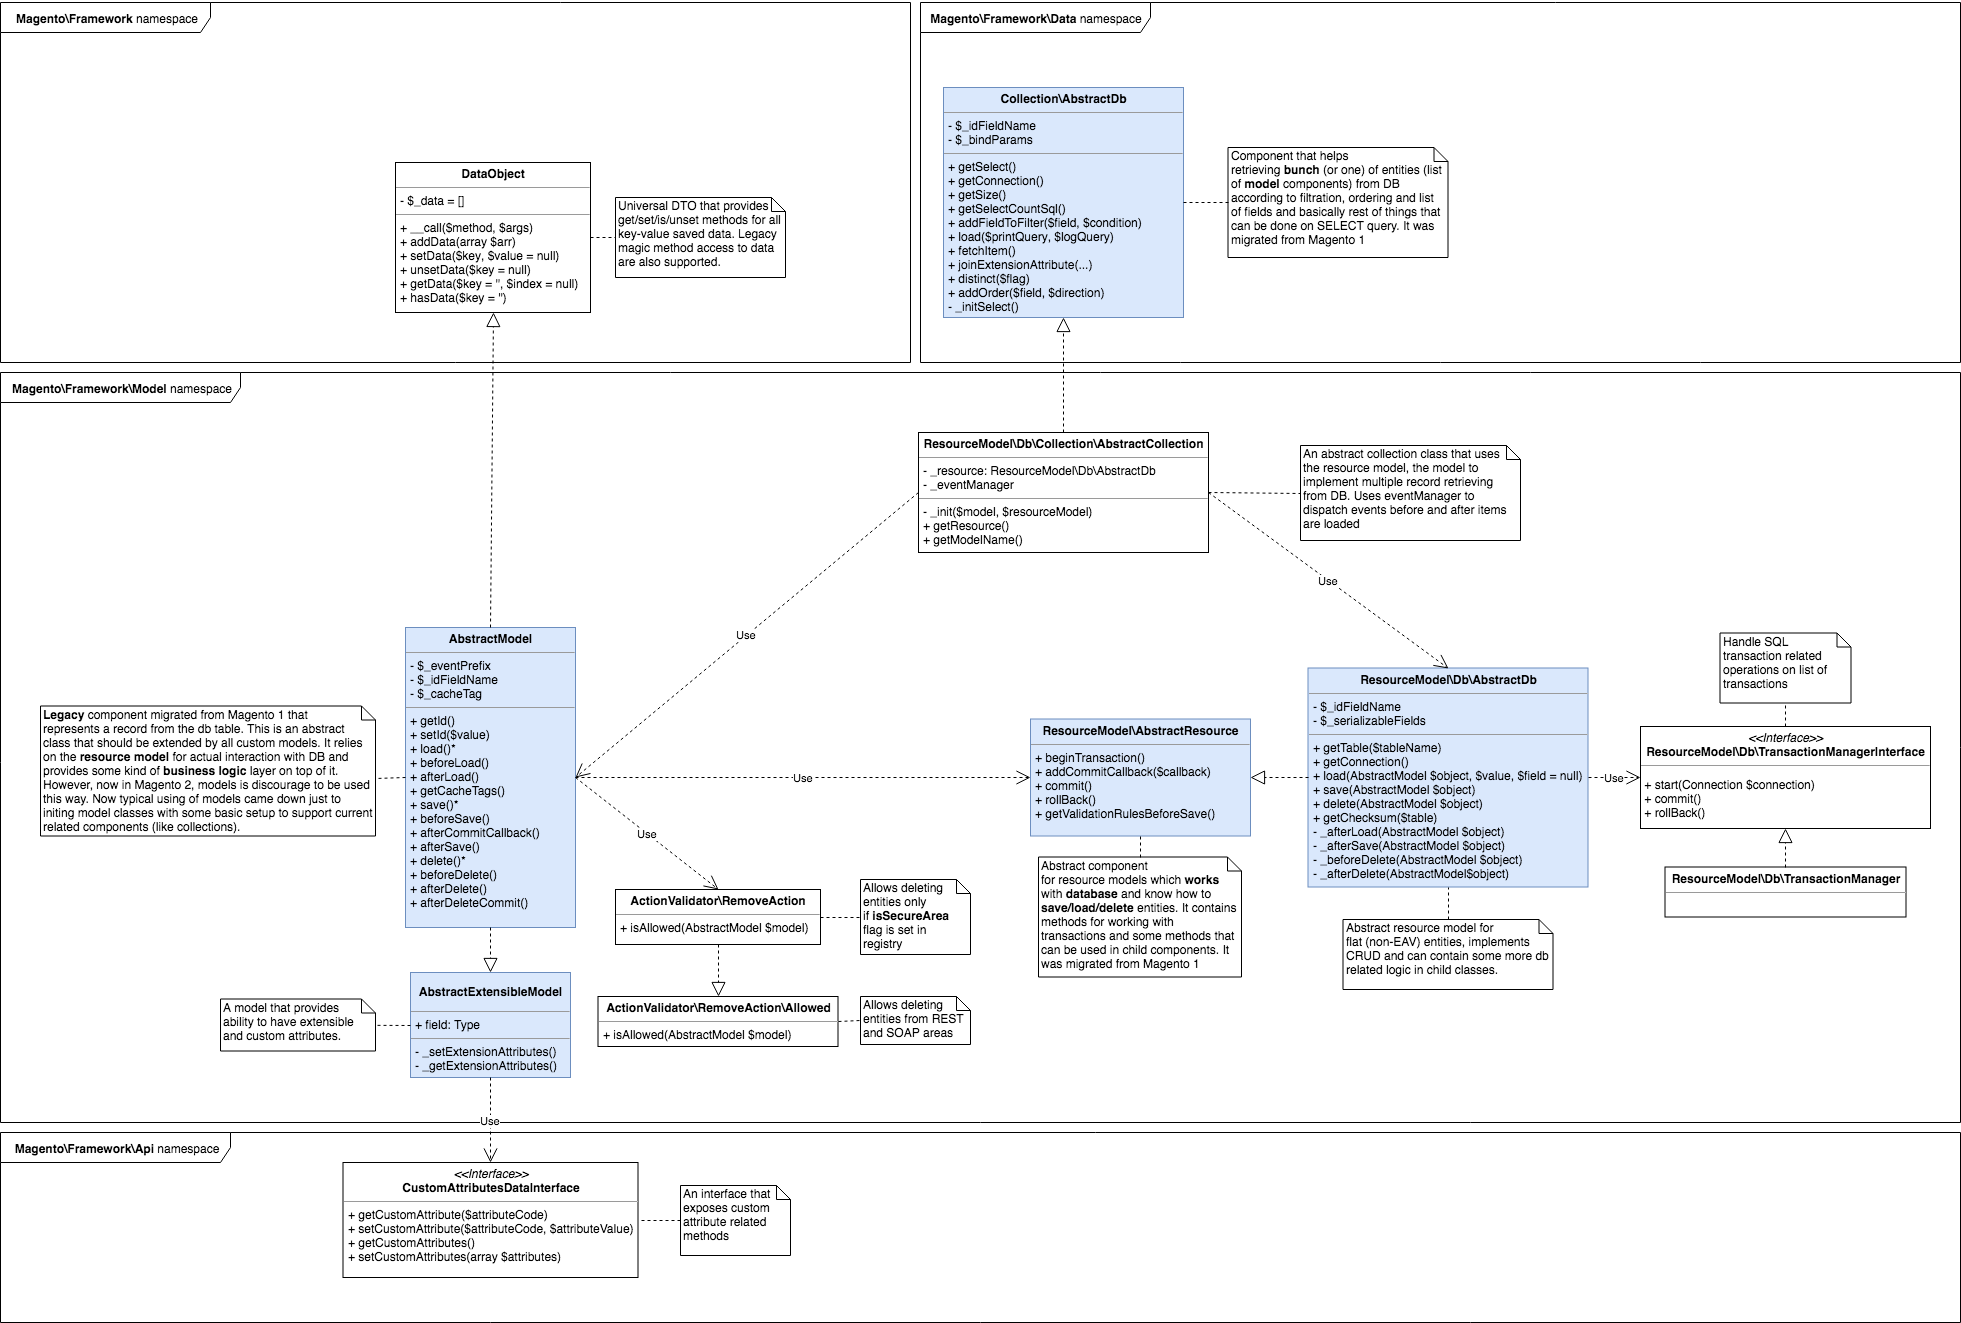 Magento\Framework namespace
DataObject
- $_data = []
+ __call($method, $args)
+ addData(array $arr)
+ setData($key, $value = null)
+ unsetData($key = null)
+ getData($key = '', $index = null)
+ hasData($key = '')
Universal DTO that provides
get/set/is/unset methods for all
key-value saved data. Legacy
magic method access to data
are also supported.
Magento\Framework\Data namespace
Collection\AbstractDb
- $_idFieldName
- $_bindParams
+ getSelect()
+ getConnection()
+ getSize()
+ getSelectCountSql()
+ addFieldToFilter($field, $condition)
+ load($printQuery, $logQuery)
+ fetchItem()
+ joinExtensionAttribute(...)
+ distinct($flag)
+ addOrder($field, $direction)
- _initSelect()
Component that helps
retrieving bunch (or one) of entities (list
of model components) from DB
according to filtration, ordering and list
of fields and basically rest of things that
can be done on SELECT query. It was
migrated from Magento 1
Magento\Framework\Model namespace
ResourceModel\Db\Collection\AbstractCollection
- _resource: ResourceModel\Db\AbstractDb
- _eventManager
- _init($model, $resourceModel)
+ getResource()
+ getModelName()
An abstract collection class that uses
the resource model, the model to
implement multiple record retrieving
from DB. Uses eventManager to
dispatch events before and after items
are loaded
Use
Use
AbstractModel
- $_eventPrefix
- $_idFieldName
- $_cacheTag
+ getId()
+ setId($value)
+ load()*
+ beforeLoad()
+ afterLoad()
+ getCacheTags()
+ save()*
+ beforeSave()
+ afterCommitCallback()
+ afterSave()
+ delete()*
+ beforeDelete()
+ afterDelete()
+ afterDeleteCommit()
Legacy component migrated from Magento 1 that
represents a record from the db table. This is an abstract
class that should be extended by all custom models. It relies
on the resource model for actual interaction with DB and
provides some kind of business logic layer on top of it.
However, now in Magento 2, models is discourage to be used
this way. Now typical using of models came down just to
initing model classes with some basic setup to support current
related components (like collections).
Use
Use
ResourceModel\AbstractResource
+ beginTransaction()
+ addCommitCallback($callback)
+ commit()
+ rollBack()
+ getValidationRulesBeforeSave()
Abstract component
for resource models which works
with database and know how to
save/load/delete entities. It contains
methods for working with
transactions and some methods that
can be used in child components. It
was migrated from Magento 1
ResourceModel\Db\AbstractDb
- $_idFieldName
- $_serializableFields
+ getTable($tableName)
+ getConnection()
+ load(AbstractModel $object, $value, $field = null)
+ save(AbstractModel $object)
+ delete(AbstractModel $object)
+ getChecksum($table)
- _afterLoad(AbstractModel $object)
- _afterSave(AbstractModel $object)
- _beforeDelete(AbstractModel $object)
- _afterDelete(AbstractModel$object)
Abstract resource model for
flat (non-EAV) entities, implements
CRUD and can contain some more db
related logic in child classes.
Use
Handle SQL
transaction related
operations on list of
transactions
<<Interface>>
ResourceModel\Db\TransactionManagerInterface
+ start(Connection $connection)
+ commit()
+ rollBack()
ResourceModel\Db\TransactionManager
ActionValidator\RemoveAction
+ isAllowed(AbstractModel $model)
Allows deleting
entities only
if isSecureArea
flag is set in
registry
ActionValidator\RemoveAction\Allowed
+ isAllowed(AbstractModel $model)
Allows deleting
entities from REST
and SOAP areas
A model that provides
ability to have extensible
and custom attributes.
AbstractExtensibleModel
+ field: Type
- _setExtensionAttributes()
- _getExtensionAttributes()
Use
Magento\Framework\Api namespace
<<Interface>>
CustomAttributesDataInterface
+ getCustomAttribute($attributeCode)
+ setCustomAttribute($attributeCode, $attributeValue)
+ getCustomAttributes()
+ setCustomAttributes(array $attributes)
An interface that
exposes custom
attribute related
methods